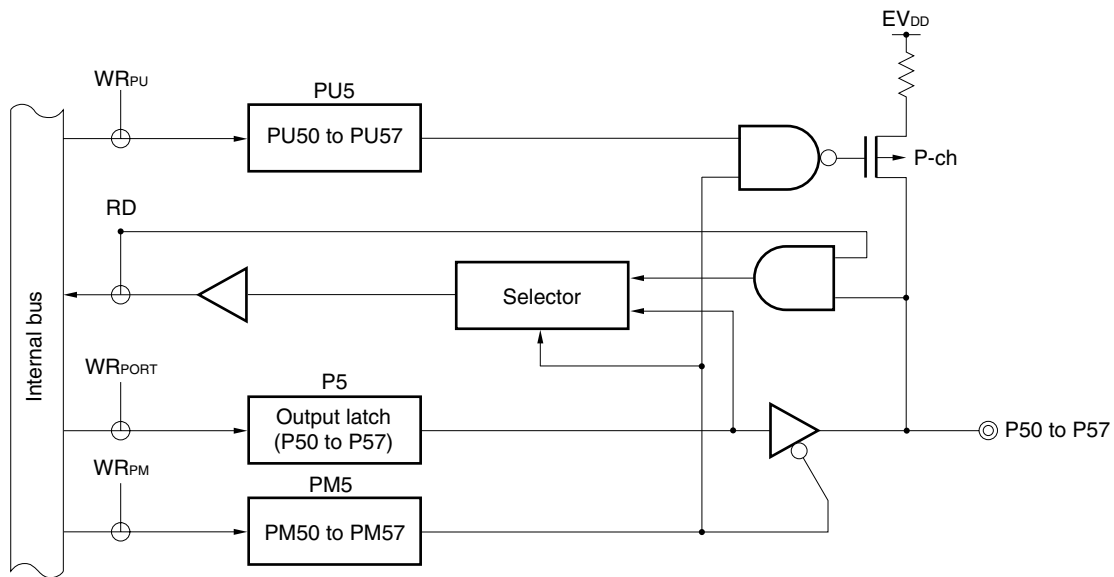 EVDD
WRPU
PU5
PU50 to PU57
P-ch
RD
Selector
Internal bus
WRPORT
P5
Output latch
(P50 to P57)
P50 to P57
WRPM
PM5
PM50 to PM57